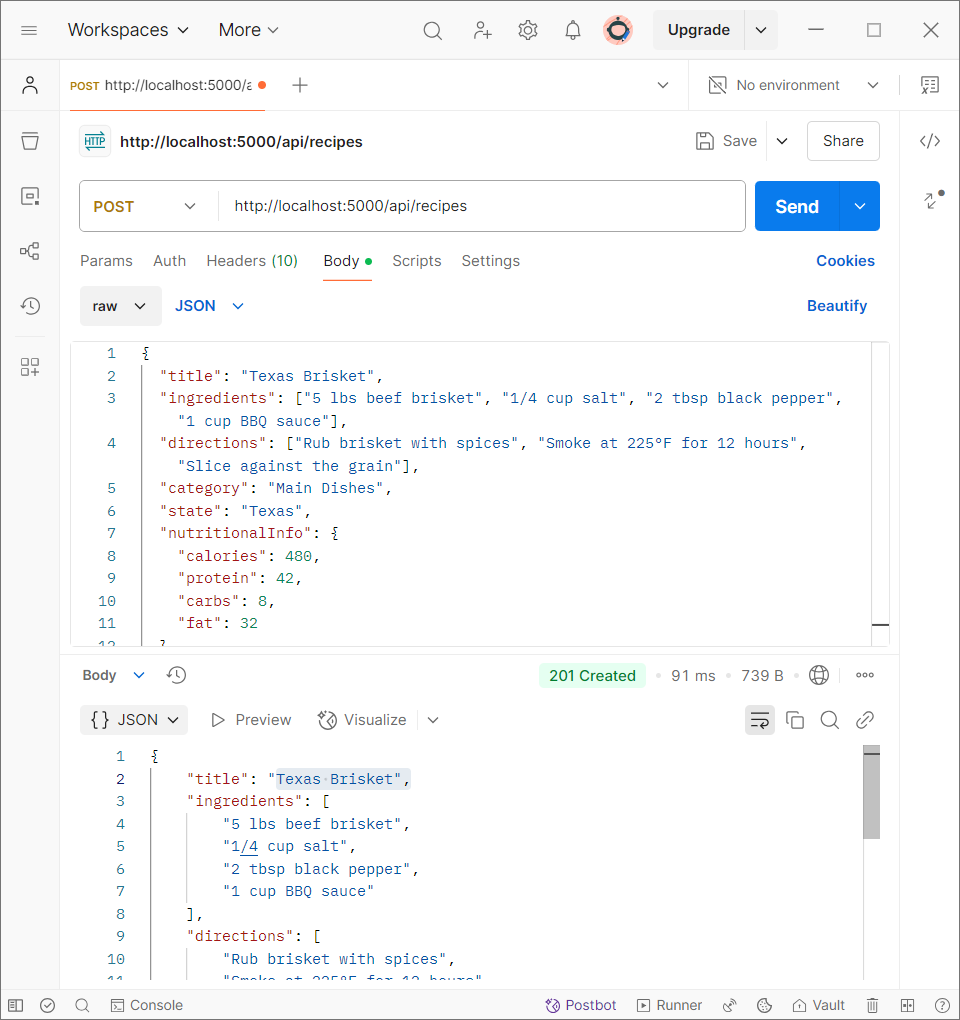 Workspaces More Upgrade
POST http://localhost:5000/a No environment
HTTP http://localhost:5000/api/recipes Save Share
POST http://localhost:5000/api/recipes Send
Params Auth Headers (10) Body Scripts Settings Cookies
raw JSON Beautify
1 {
2 "title": "Texas Brisket",
3 "ingredients": ["5 lbs beef brisket", "1/4 cup salt", "2 tbsp black pepper",
"1 cup BBQ sauce"],
4 "directions": ["Rub brisket with spices", "Smoke at 225°F for 12 hours",
"Slice against the grain"],
5 "category": "Main Dishes",
6 "state": "Texas",
7 "nutritionalInfo": {
8 "calories": 480,
9 "protein": 42,
10 "carbs": 8,
11 "fat": 32
12 }
Body 201 Created 91 ms 739 B
{} JSON Preview Visualize
1 {
2 "title": "Texas Brisket",
3 "ingredients": [
4 "5 lbs beef brisket",
5 "1/4 cup salt",
6 "2 tbsp black pepper",
7 "1 cup BBQ sauce"
8 ],
9 "directions": [
10 "Rub brisket with spices",
11 "Smoke at 225°F for 12 hours",
Console Postbot Runner Vault